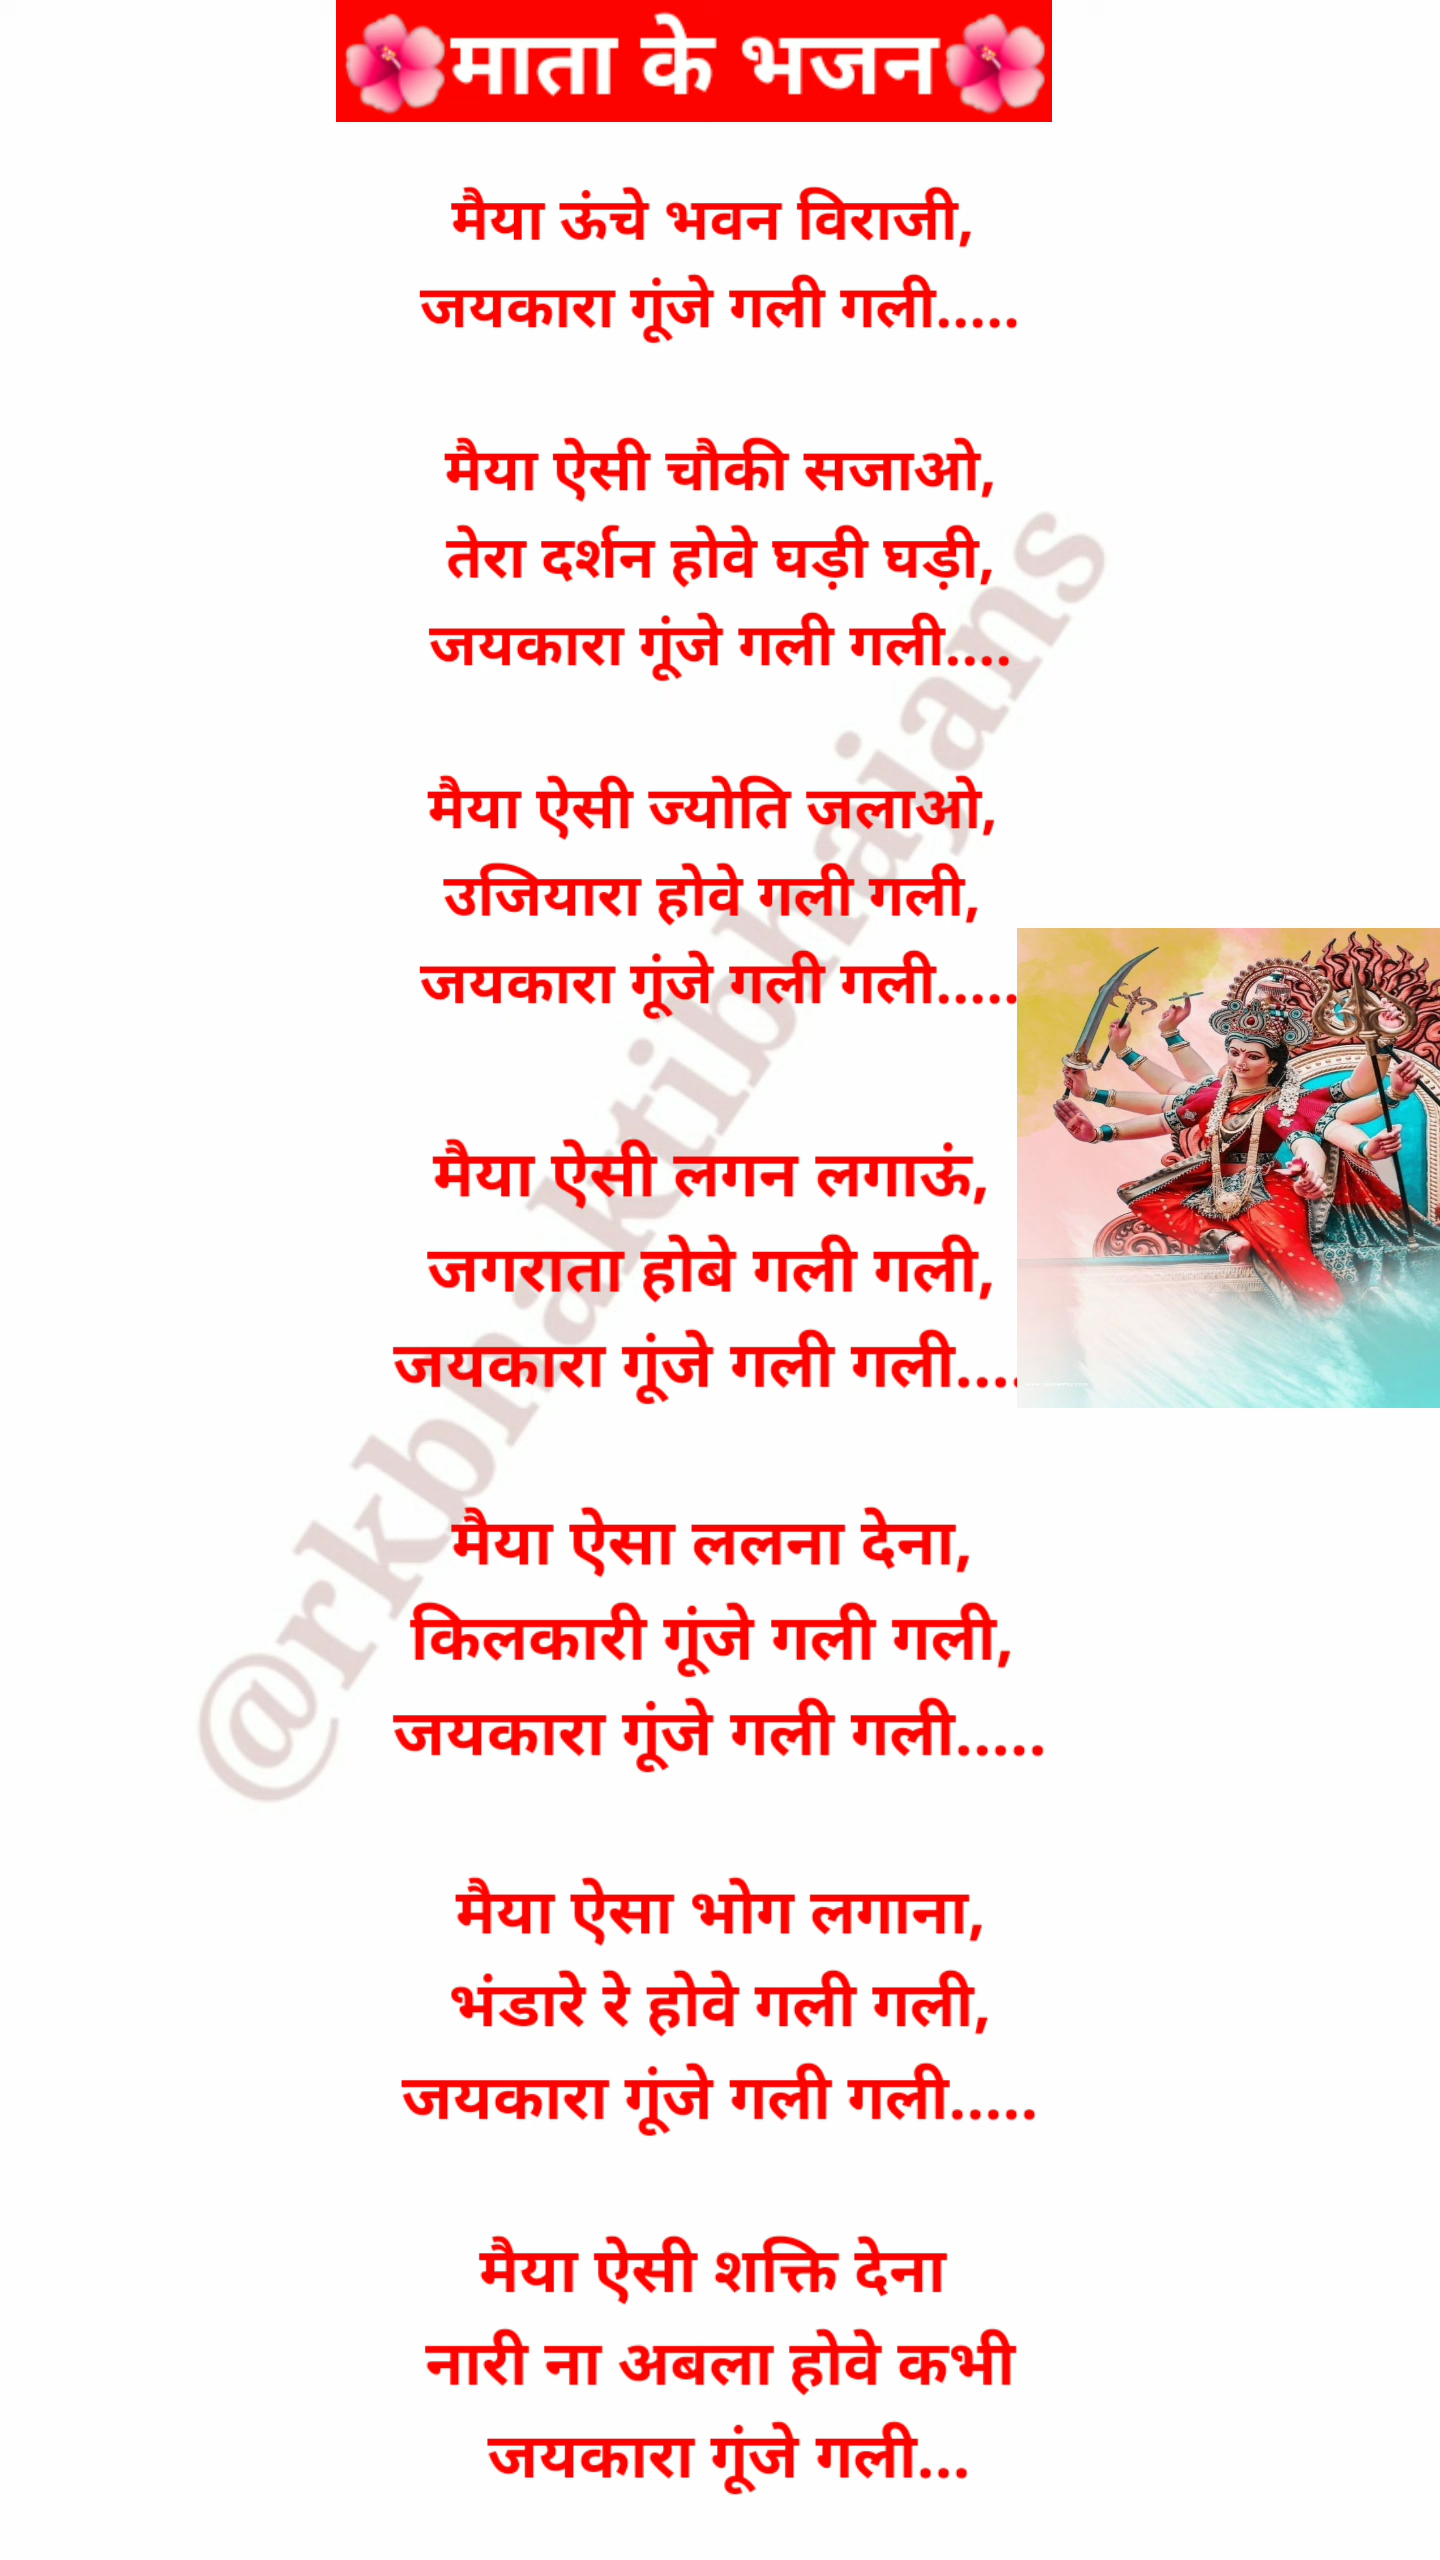 🌺माता के भजन🌺
मैया ऊंचे भवन विराजी,
जयकारा गूंजे गली गली.....
मैया ऐसी चौकी सजाओ,
तेरा दर्शन होवे घड़ी घड़ी,
जयकारा गूंजे गली गली....
मैया ऐसी ज्योति जलाओ,
उजियारा होवे गली गली,
जयकारा गूंजे गली गली.....
मैया ऐसी लगन लगाऊं,
जगराता होबे गली गली,
जयकारा गूंजे गली गली....
मैया ऐसा ललना देना,
किलकारी गूंजे गली गली,
जयकारा गूंजे गली गली.....
मैया ऐसा भोग लगाना,
भंडारे रे होवे गली गली,
जयकारा गूंजे गली गली.....
मैया ऐसी शक्ति देना
नारी ना अबला होवे कभी
जयकारा गूंजे गली...
@rkbhaktibhajans